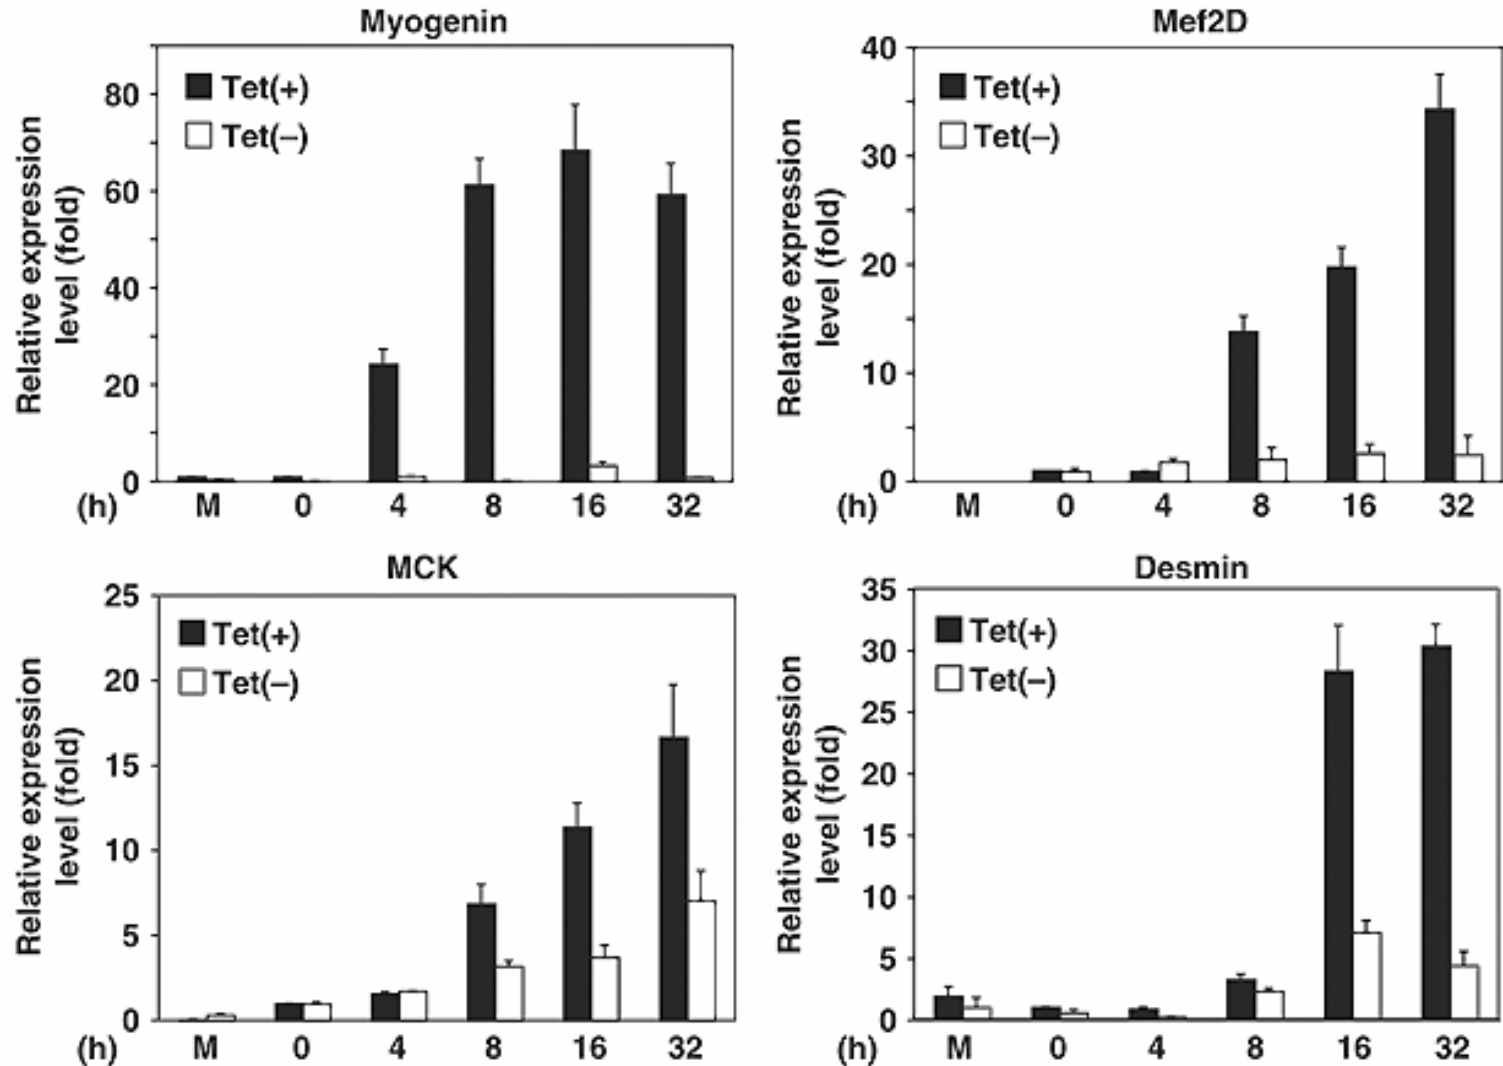 Myogenin
Relative expression
level (fold)
80
60
40
20
0
Tet(+)
Tet(–)
(h) M 0 4 8 16 32
Mef2D
Relative expression
level (fold)
40
30
20
10
0
Tet(+)
Tet(–)
(h) M 0 4 8 16 32
MCK
Relative expression
level (fold)
25
20
15
10
5
0
Tet(+)
Tet(–)
(h) M 0 4 8 16 32
Desmin
Relative expression
level (fold)
35
30
25
20
15
10
5
0
Tet(+)
Tet(–)
(h) M 0 4 8 16 32